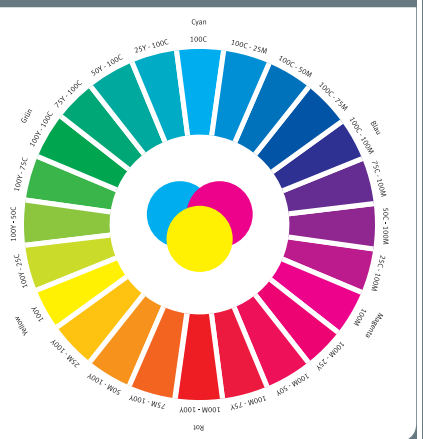 Cyan
100C
100C - 25M
100C - 50M
100C - 75M
100C - 100M
Blau
75C - 100M
50C - 100M
25C - 100M
100M
Magenta
100M - 25Y
100M - 50Y
100M - 75Y
100M - 100Y
Rot
75M - 100Y
50M - 100Y
25M - 100Y
100Y
Yellow
100Y - 25C
100Y - 50C
100Y - 75C
100Y - 100C
Grün
75Y - 100C
50Y - 100C
25Y - 100C